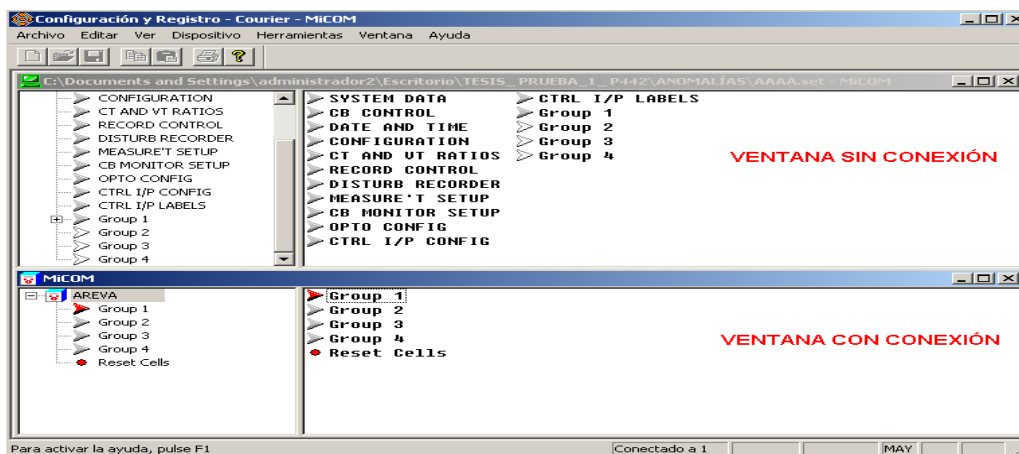 Configuración y Registro - Courier - MiCOM
Archivo Editar Ver Dispositivo Herramientas Ventana Ayuda
C:\Documents and Settings\administrador2\Escritorio\TESIS_PRUEBA_1_P442\ANOMALÍAS\AAAA.set - MiCOM
CONFIGURATION
CT AND VT RATIOS
RECORD CONTROL
DISTURB RECORDER
MEASURE'T SETUP
CB MONITOR SETUP
OPTO CONFIG
CTRL I/P CONFIG
CTRL I/P LABELS
Group 1
Group 2
Group 3
Group 4
SYSTEM DATA
CB CONTROL
DATE AND TIME
CONFIGURATION
CT AND VT RATIOS
RECORD CONTROL
DISTURB RECORDER
MEASURE'T SETUP
CB MONITOR SETUP
OPTO CONFIG
CTRL I/P CONFIG
CTRL I/P LABELS
Group 1
Group 2
Group 3
Group 4
VENTANA SIN CONEXIÓN
MiCOM
AREVA
Group 1
Group 2
Group 3
Group 4
Reset Cells
Group 1
Group 2
Group 3
Group 4
Reset Cells
VENTANA CON CONEXIÓN
Para activar la ayuda, pulse F1
Conectado a 1
MAY